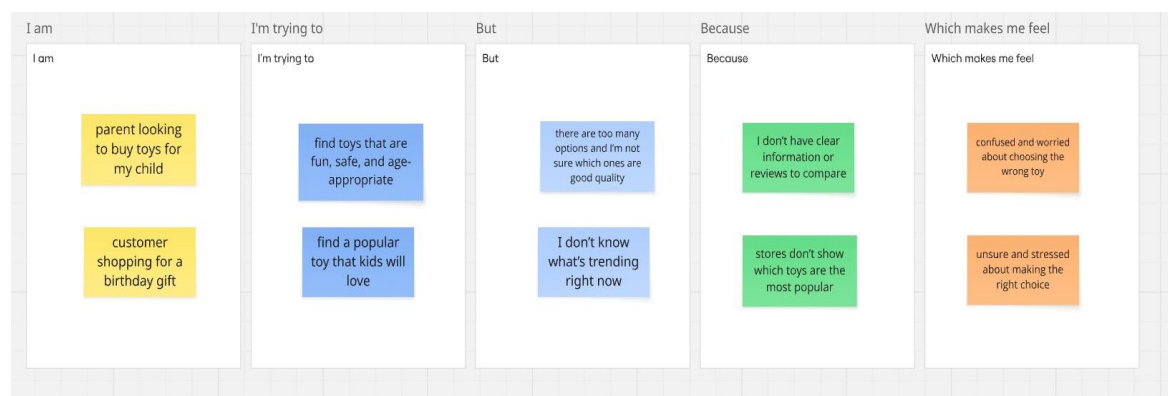 I am
I'm trying to
But
Because
Which makes me feel
I am
I'm trying to
But
Because
Which makes me feel
parent looking
to buy toys for
my child
find toys that are
fun, safe, and age-
appropriate
there are too many
options and I'm not
sure which ones are
good quality
I don't have clear
information or
reviews to compare
confused and worried
about choosing the
wrong toy
customer
shopping for a
birthday gift
find a popular
toy that kids will
love
I don't know
what's trending
right now
stores don't show
which toys are the
most popular
unsure and stressed
about making the
right choice